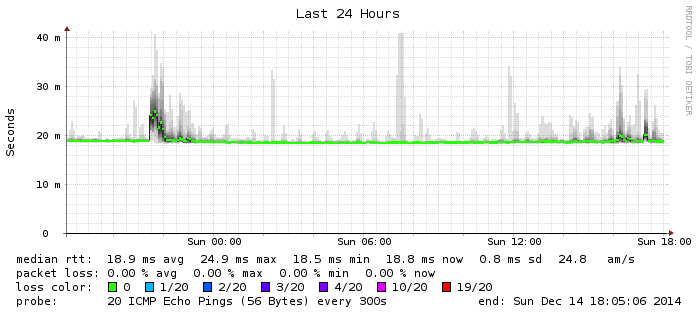 Last 24 Hours
RRDTOOL / TOBI OETIKER
Seconds
40 m
30 m
20 m
10 m
0
Sun 00:00 Sun 06:00 Sun 12:00 Sun 18:00
median rtt: 18.9 ms avg 24.9 ms max 18.5 ms min 18.8 ms now 0.8 ms sd 24.8 am/s
packet loss: 0.00 % avg 0.00 % max 0.00 % min 0.00 % now
loss color: 0 1/20 2/20 3/20 4/20 10/20 19/20
probe: 20 ICMP Echo Pings (56 Bytes) every 300s end: Sun Dec 14 18:05:06 2014